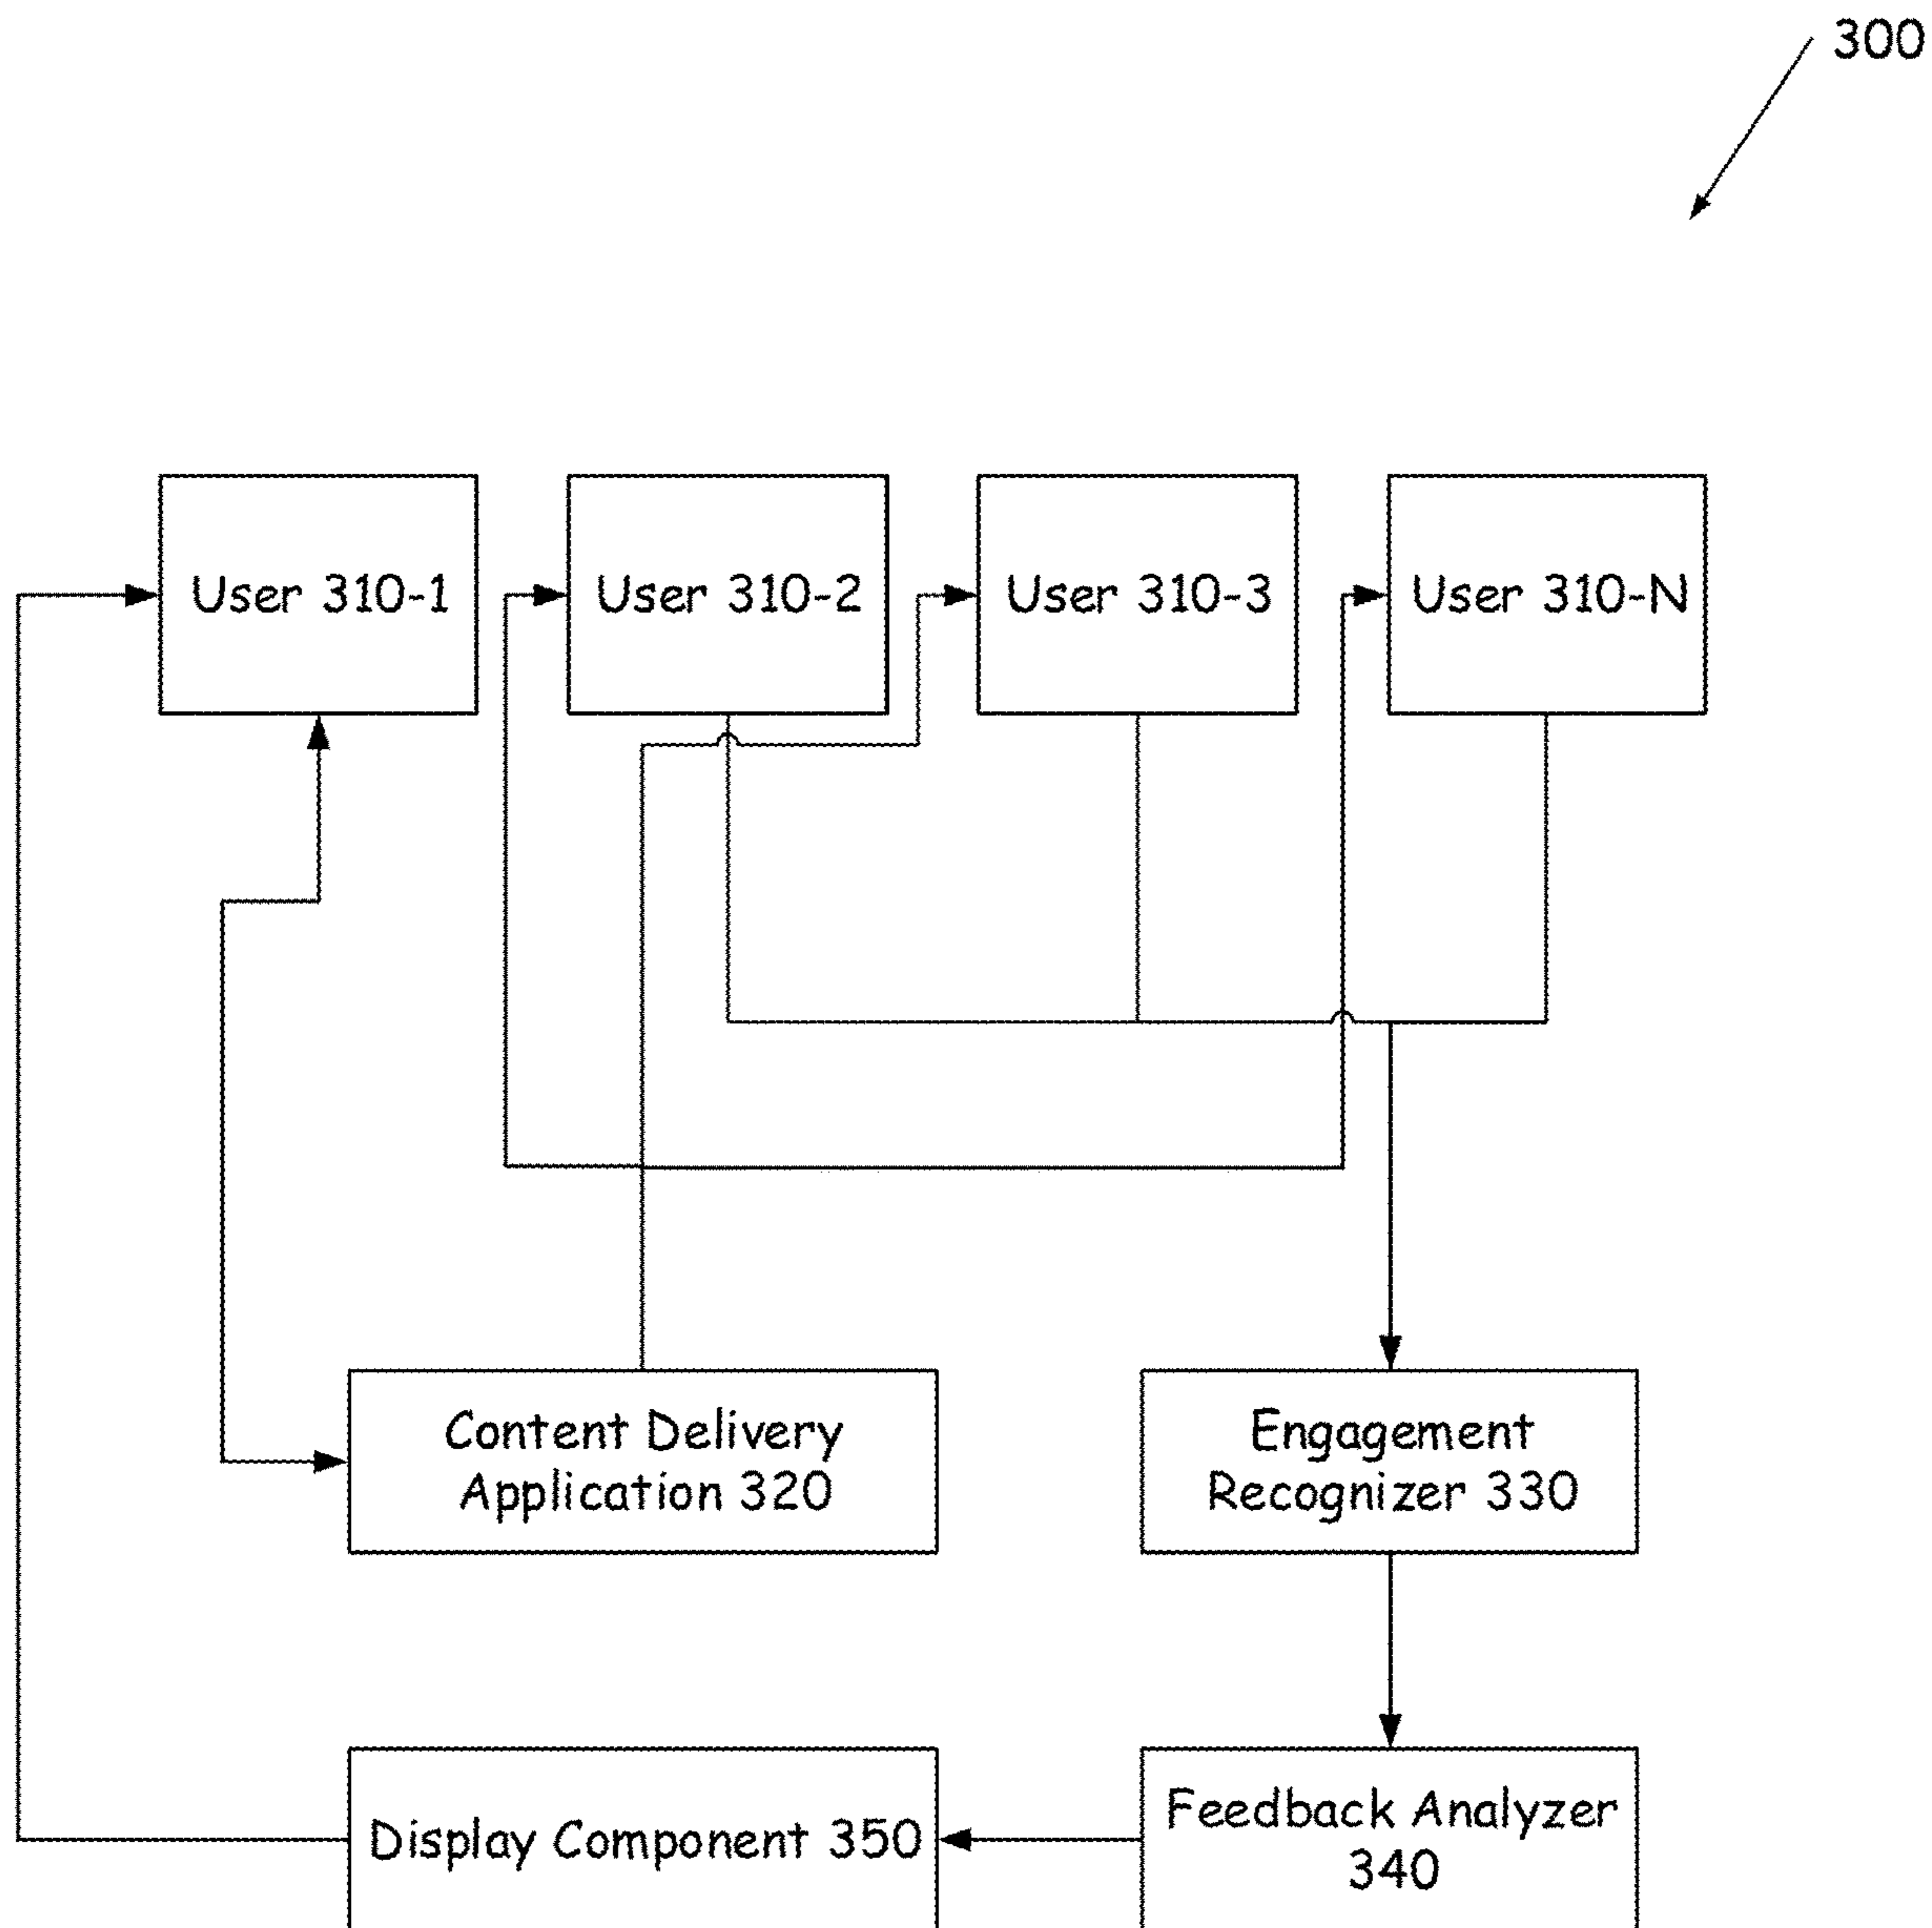 300
User 310-1
User 310-2
User 310-3
User 310-N
Content Delivery
Application 320
Engagement
Recognizer 330
Display Component 350
Feedback Analyzer
340